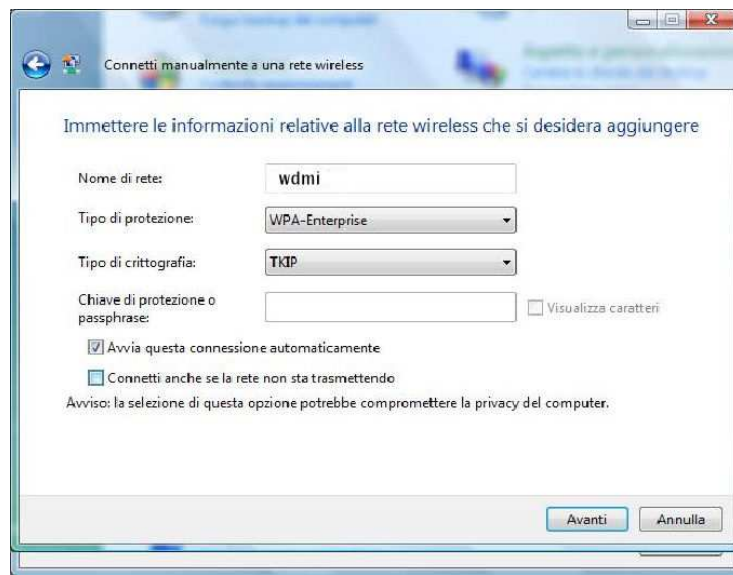 Connetti manualmente a una rete wireless
Immettere le informazioni relative alla rete wireless che si desidera aggiungere
Nome di rete: wdmi
Tipo di protezione: WPA-Enterprise
Tipo di crittografia: TKIP
Chiave di protezione o
passphrase:
Visualizza caratteri
Avvia questa connessione automaticamente
Connetti anche se la rete non sta trasmettendo
Avviso: la selezione di questa opzione potrebbe compromettere la privacy del computer.
Avanti Annulla